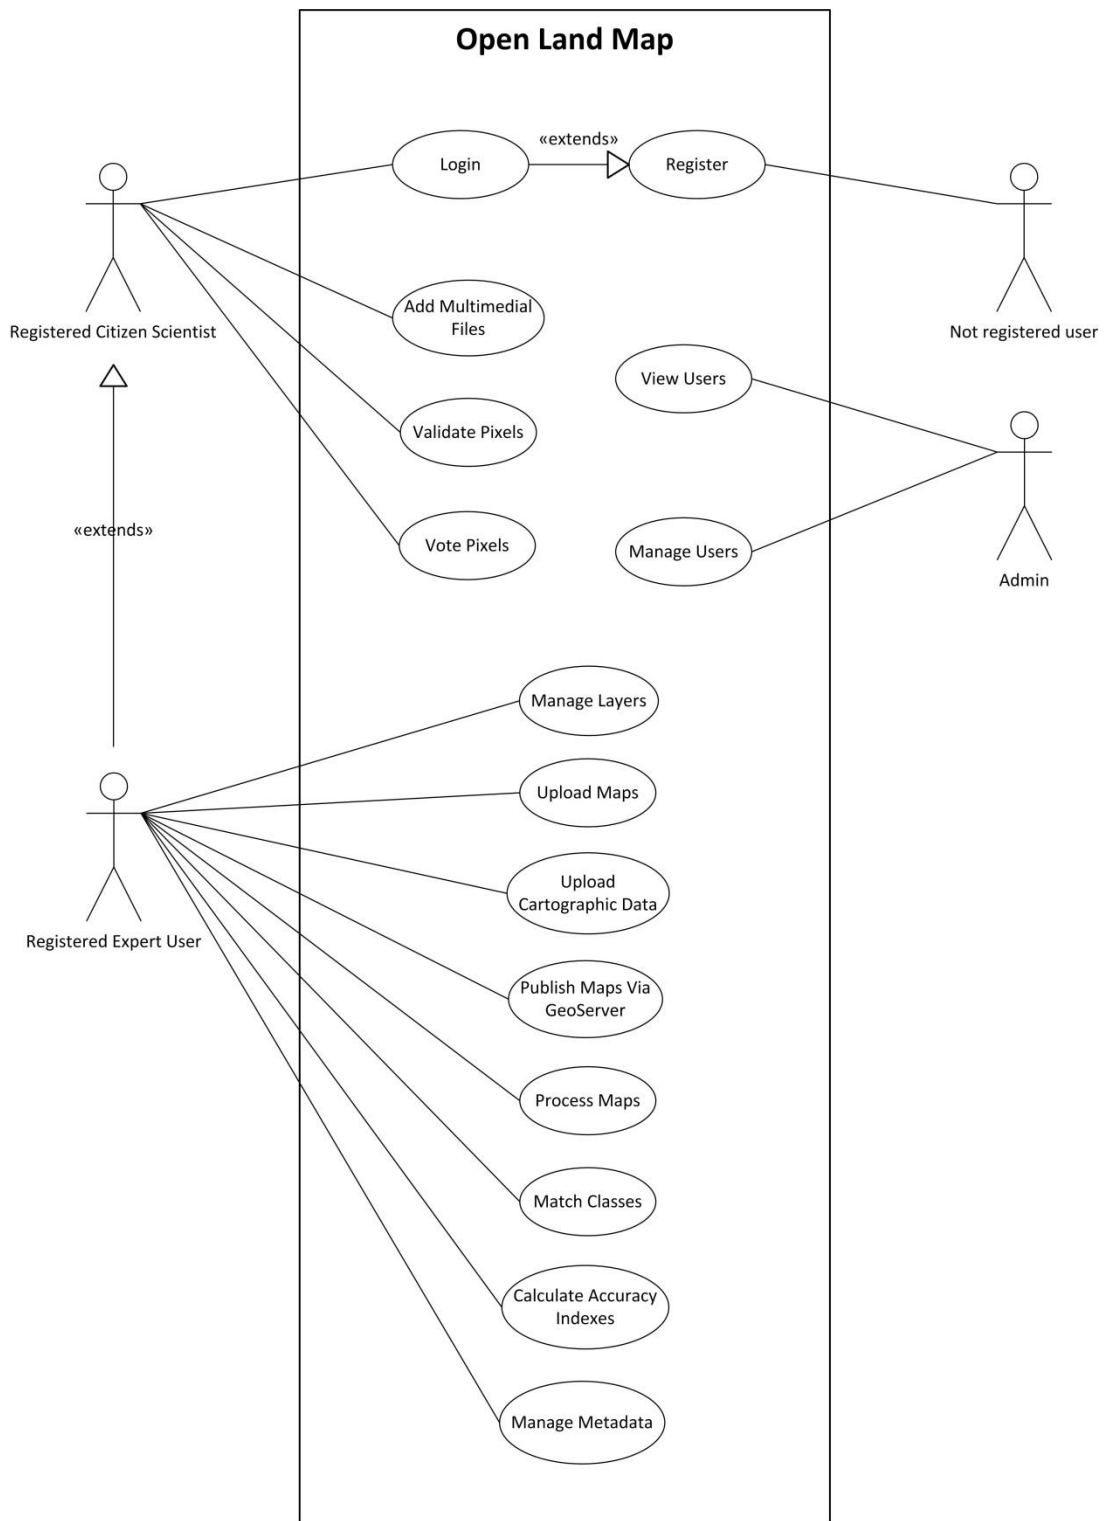 Open Land Map
«extends»
Login
Register
Registered Citizen Scientist
Not registered user
Add Multimedial
Files
View Users
Validate Pixels
«extends»
Vote Pixels
Manage Users
Admin
Manage Layers
Upload Maps
Upload
Cartographic Data
Registered Expert User
Publish Maps Via
GeoServer
Process Maps
Match Classes
Calculate Accuracy
Indexes
Manage Metadata